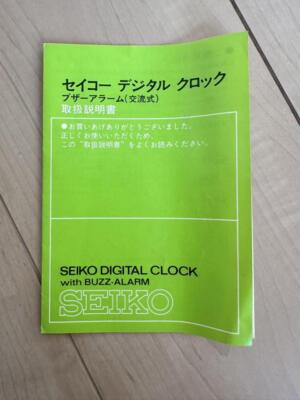 セイコー デジタル クロック
ブザーアラーム(交流式)
取扱説明書
●お買いあげありがとうございました。
正しくお使いいただくため、
この“取扱説明書”をよくお読みください。
SEIKO DIGITAL CLOCK
with BUZZ-ALARM
SEIKO